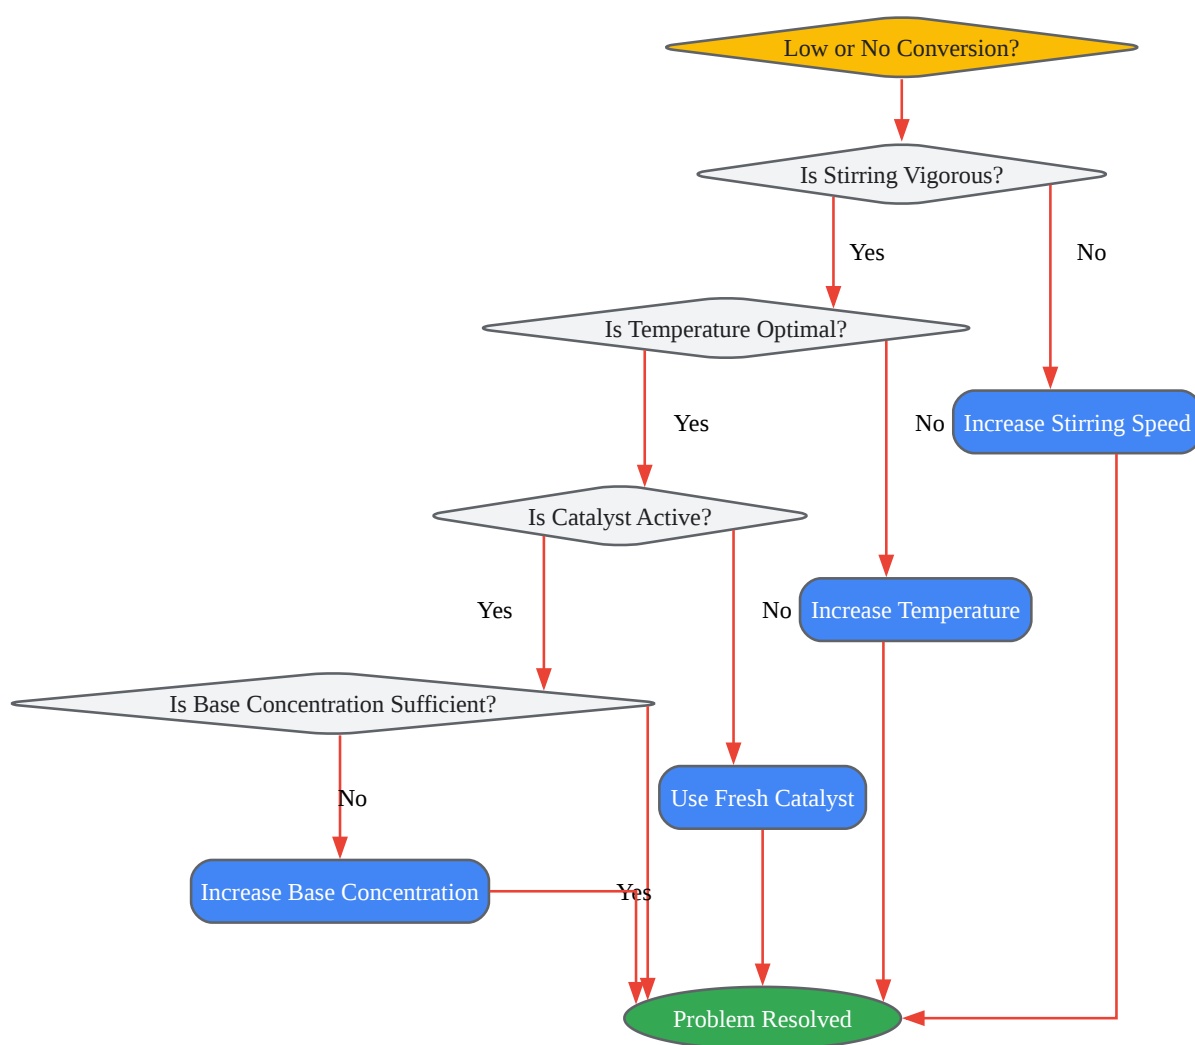 Low or No Conversion?
Is Stirring Vigorous?
Yes
No
Is Temperature Optimal?
Yes
No
Increase Stirring Speed
Is Catalyst Active?
Yes
No
Increase Temperature
Is Base Concentration Sufficient?
No
Use Fresh Catalyst
Increase Base Concentration
Yes
Problem Resolved